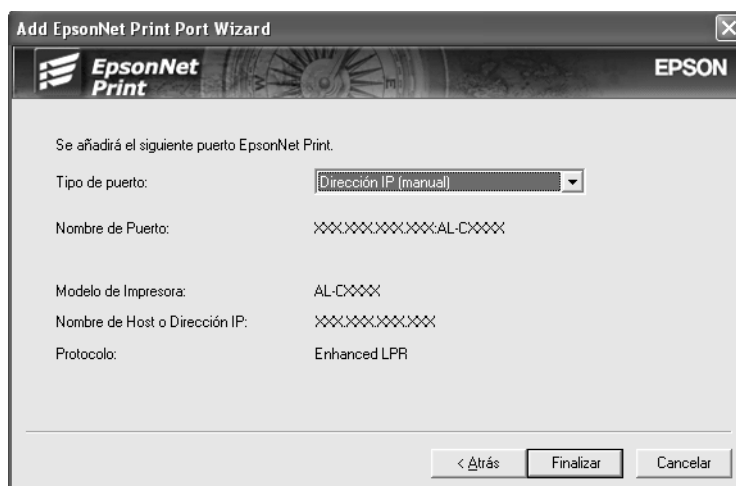 Add EpsonNet Print Port Wizard
EpsonNet
Print
EPSON
Se añadirá el siguiente puerto EpsonNet Print.
Tipo de puerto: Dirección IP (manual)
Nombre de Puerto: XXX.XXX.XXX.XXX:AL-CXXXX
Modelo de Impresora: AL-CXXXX
Nombre de Host o Dirección IP: XXX.XXX.XXX.XXX
Protocolo: Enhanced LPR
< Atrás Finalizar Cancelar